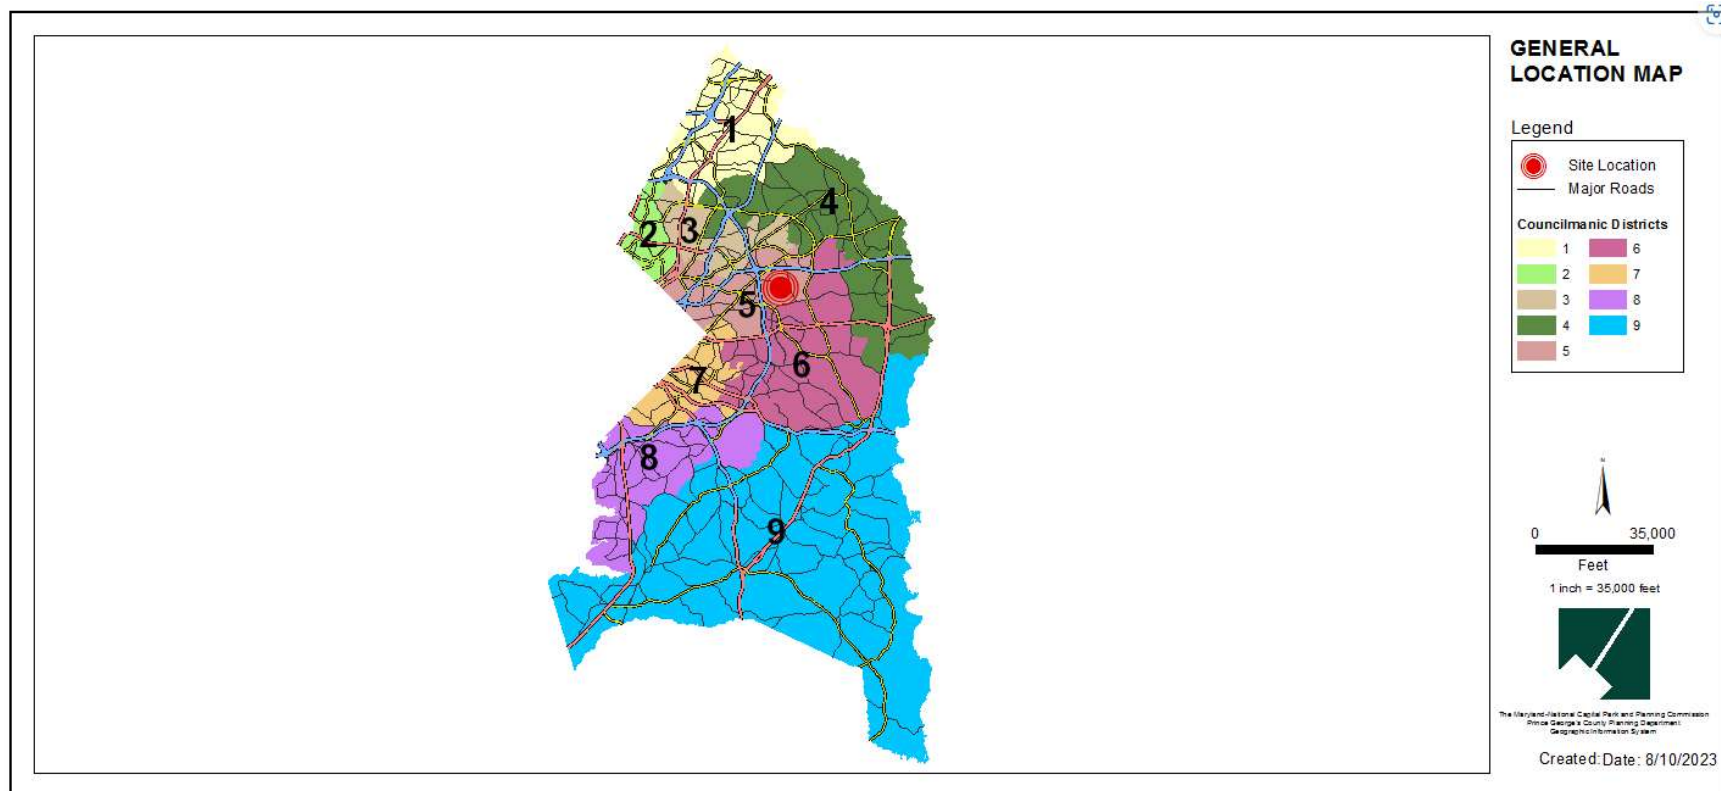 GENERAL
LOCATION MAP
Legend
Site Location
Major Roads
Councilmanic Districts
1 6
2 7
3 8
4 9
5
1
4
2
3
5
6
7
8
9
N
0 35,000
Feet
1 inch = 35,000 feet
The Maryland-National Capital Park and Planning Commission
Prince George's County Planning Department
Geographic Information System
Created: Date: 8/10/2023